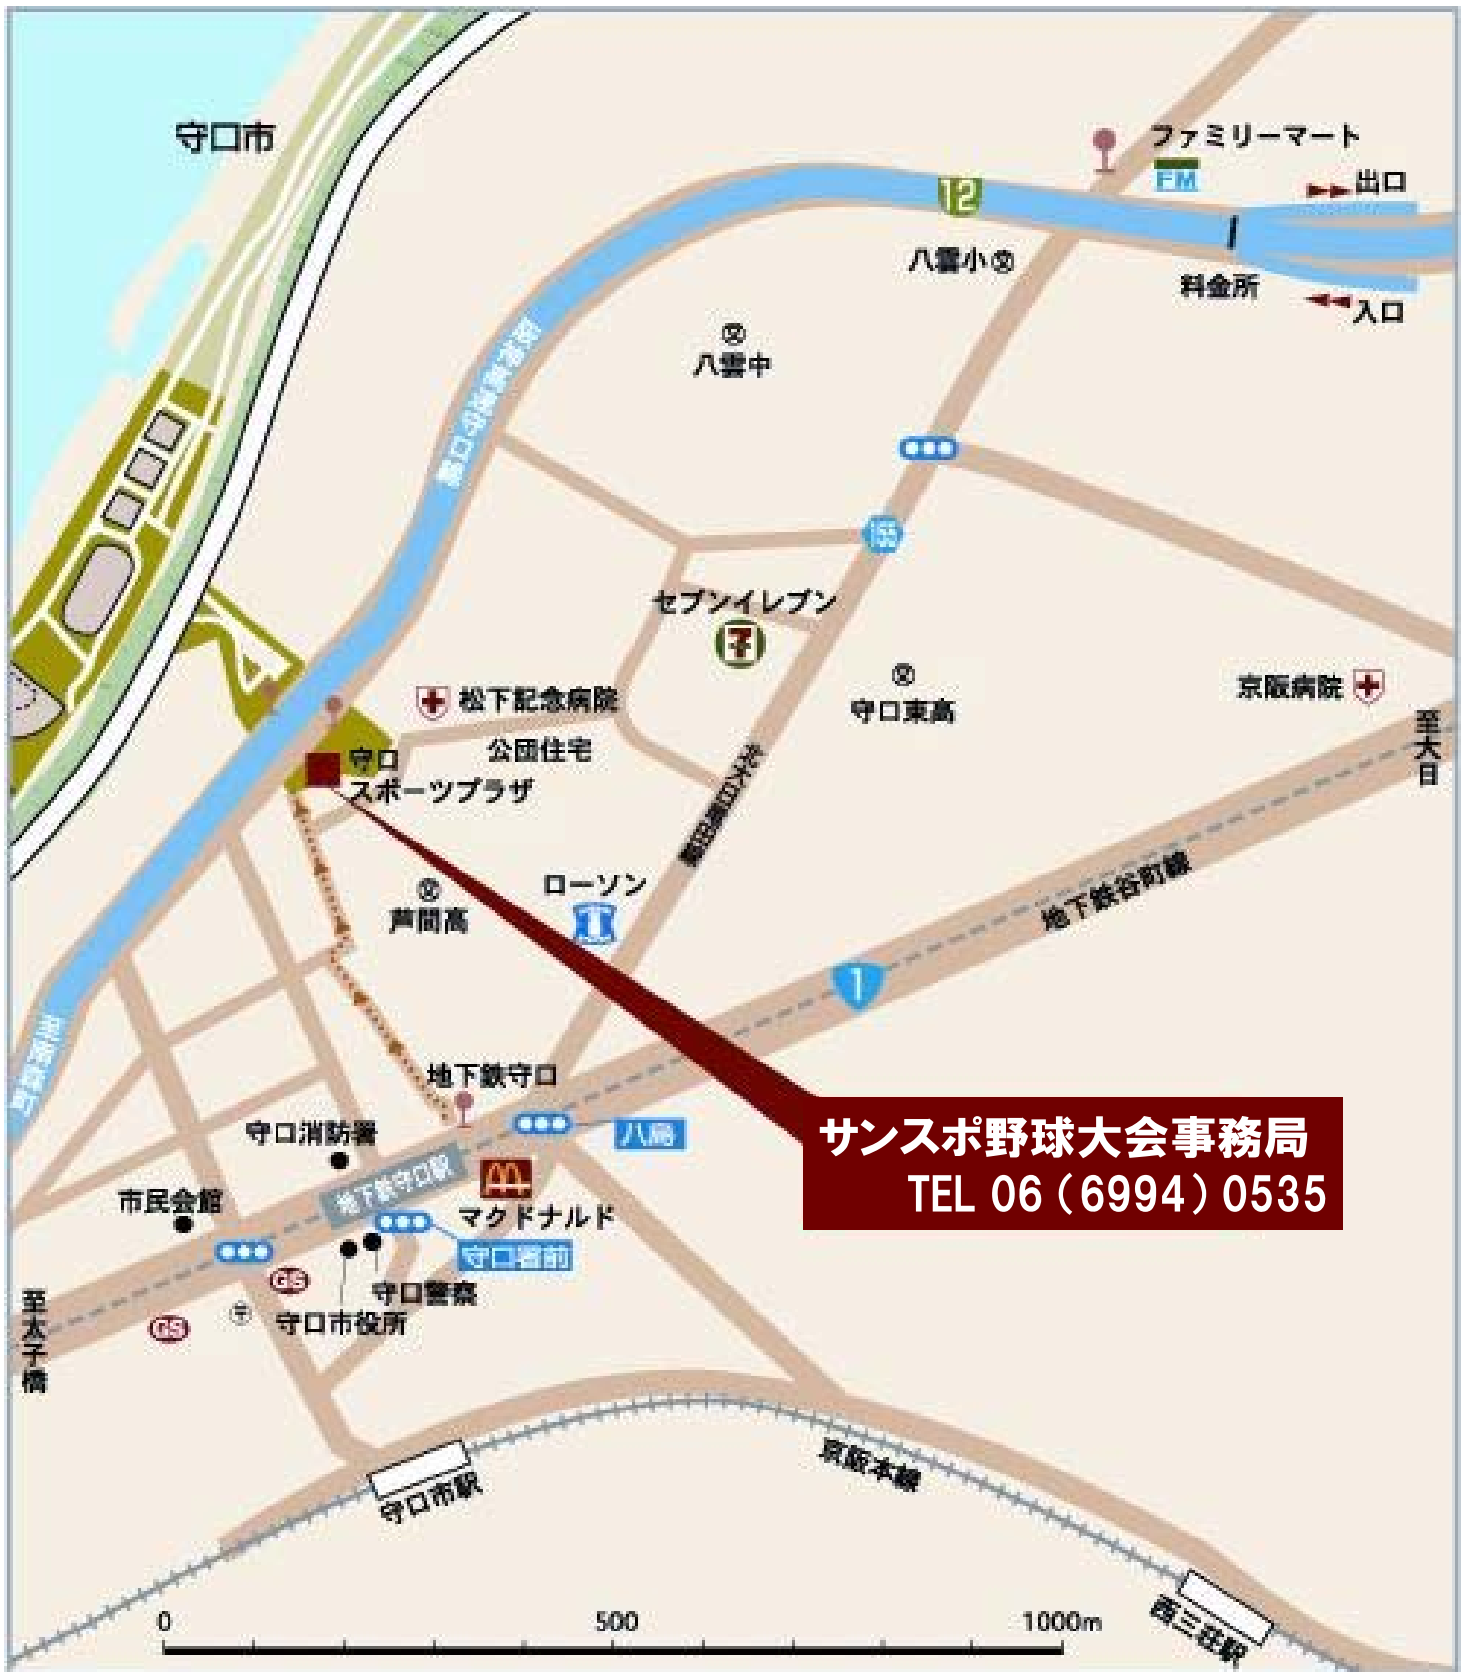 守口市
ファミリーマート
FM
出口
12
八雲小
料金所
入口
八雲中
155
セブンイレブン
7
守口東高
京阪病院
至大日
松下記念病院
公団住宅
守口
スポーツプラザ
芦間高
ローソン
地下鉄谷町線
1
地下鉄守口
八島
守口消防署
地下鉄守口駅
市民会館
マクドナルド
守口署前
サンスポ野球大会事務局
TEL 06(6994)0535
GS
守口警察
守口市役所
GS
至太子橋
守口市駅
京阪本線
西三荘駅
0 500 1000m